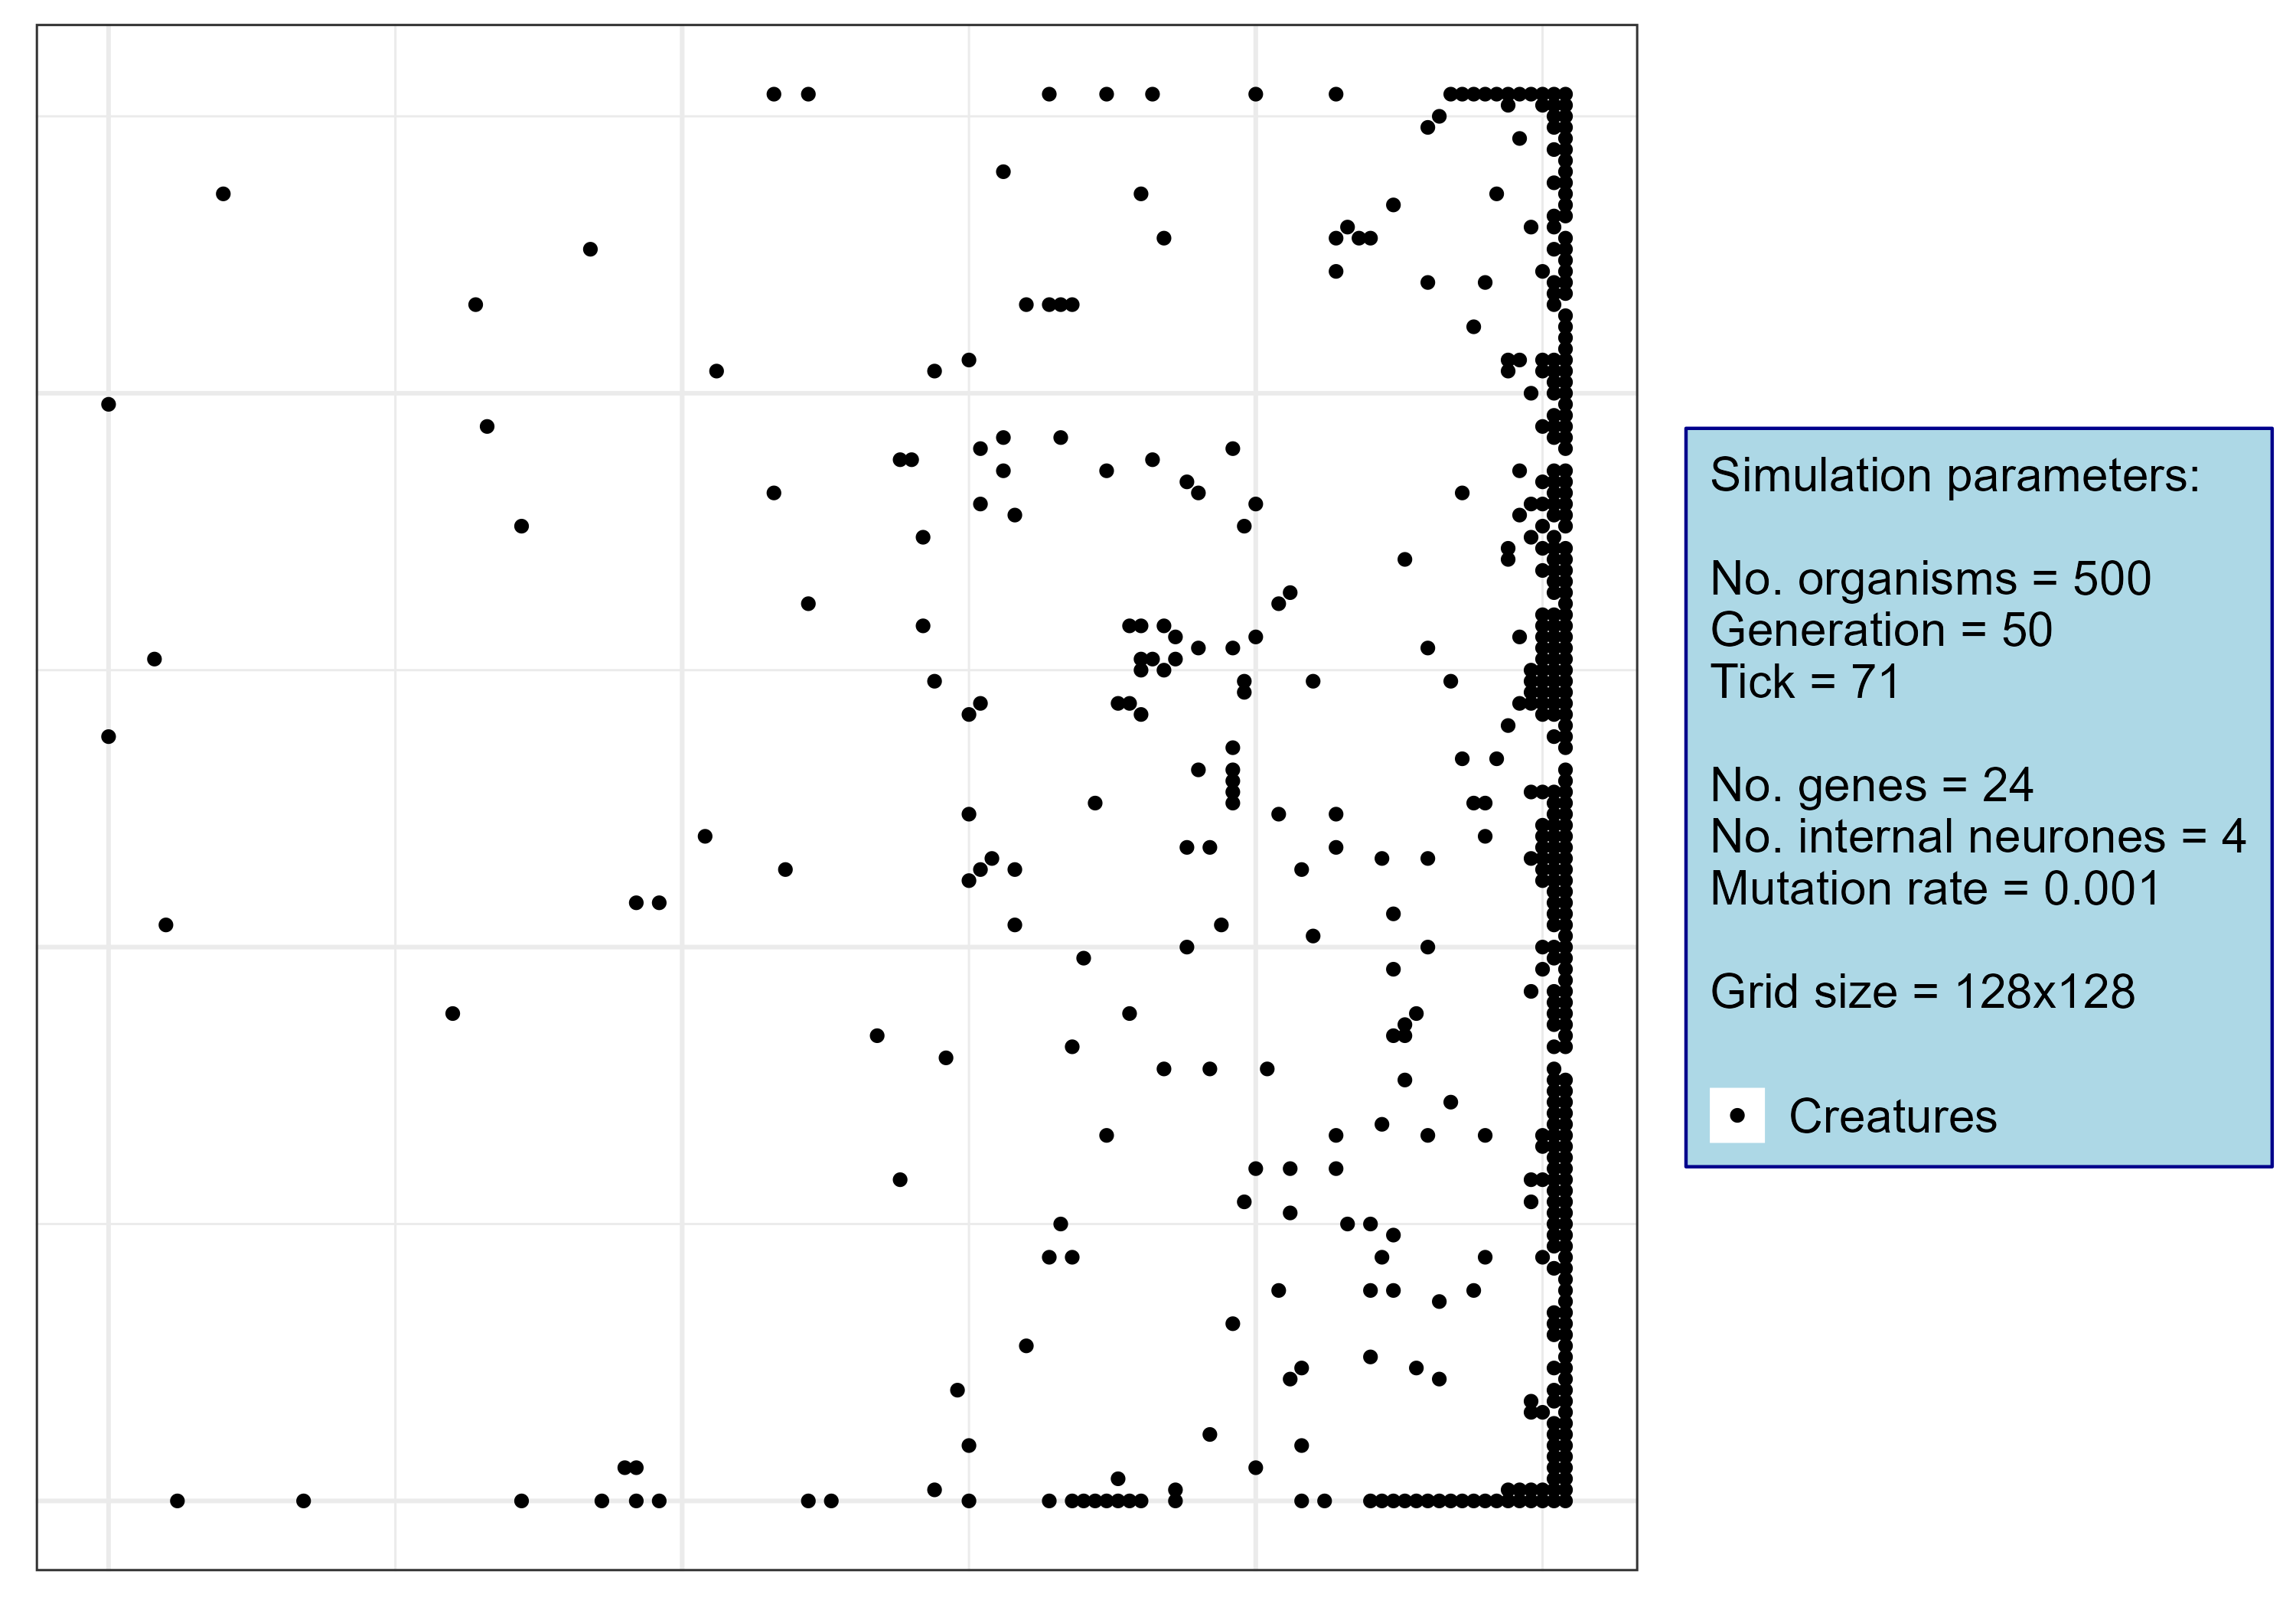 Simulation parameters:
No. organisms = 500
Generation = 50
Tick = 71
No. genes = 24
No. internal neurones = 4
Mutation rate = 0.001
Grid size = 128x128
Creatures